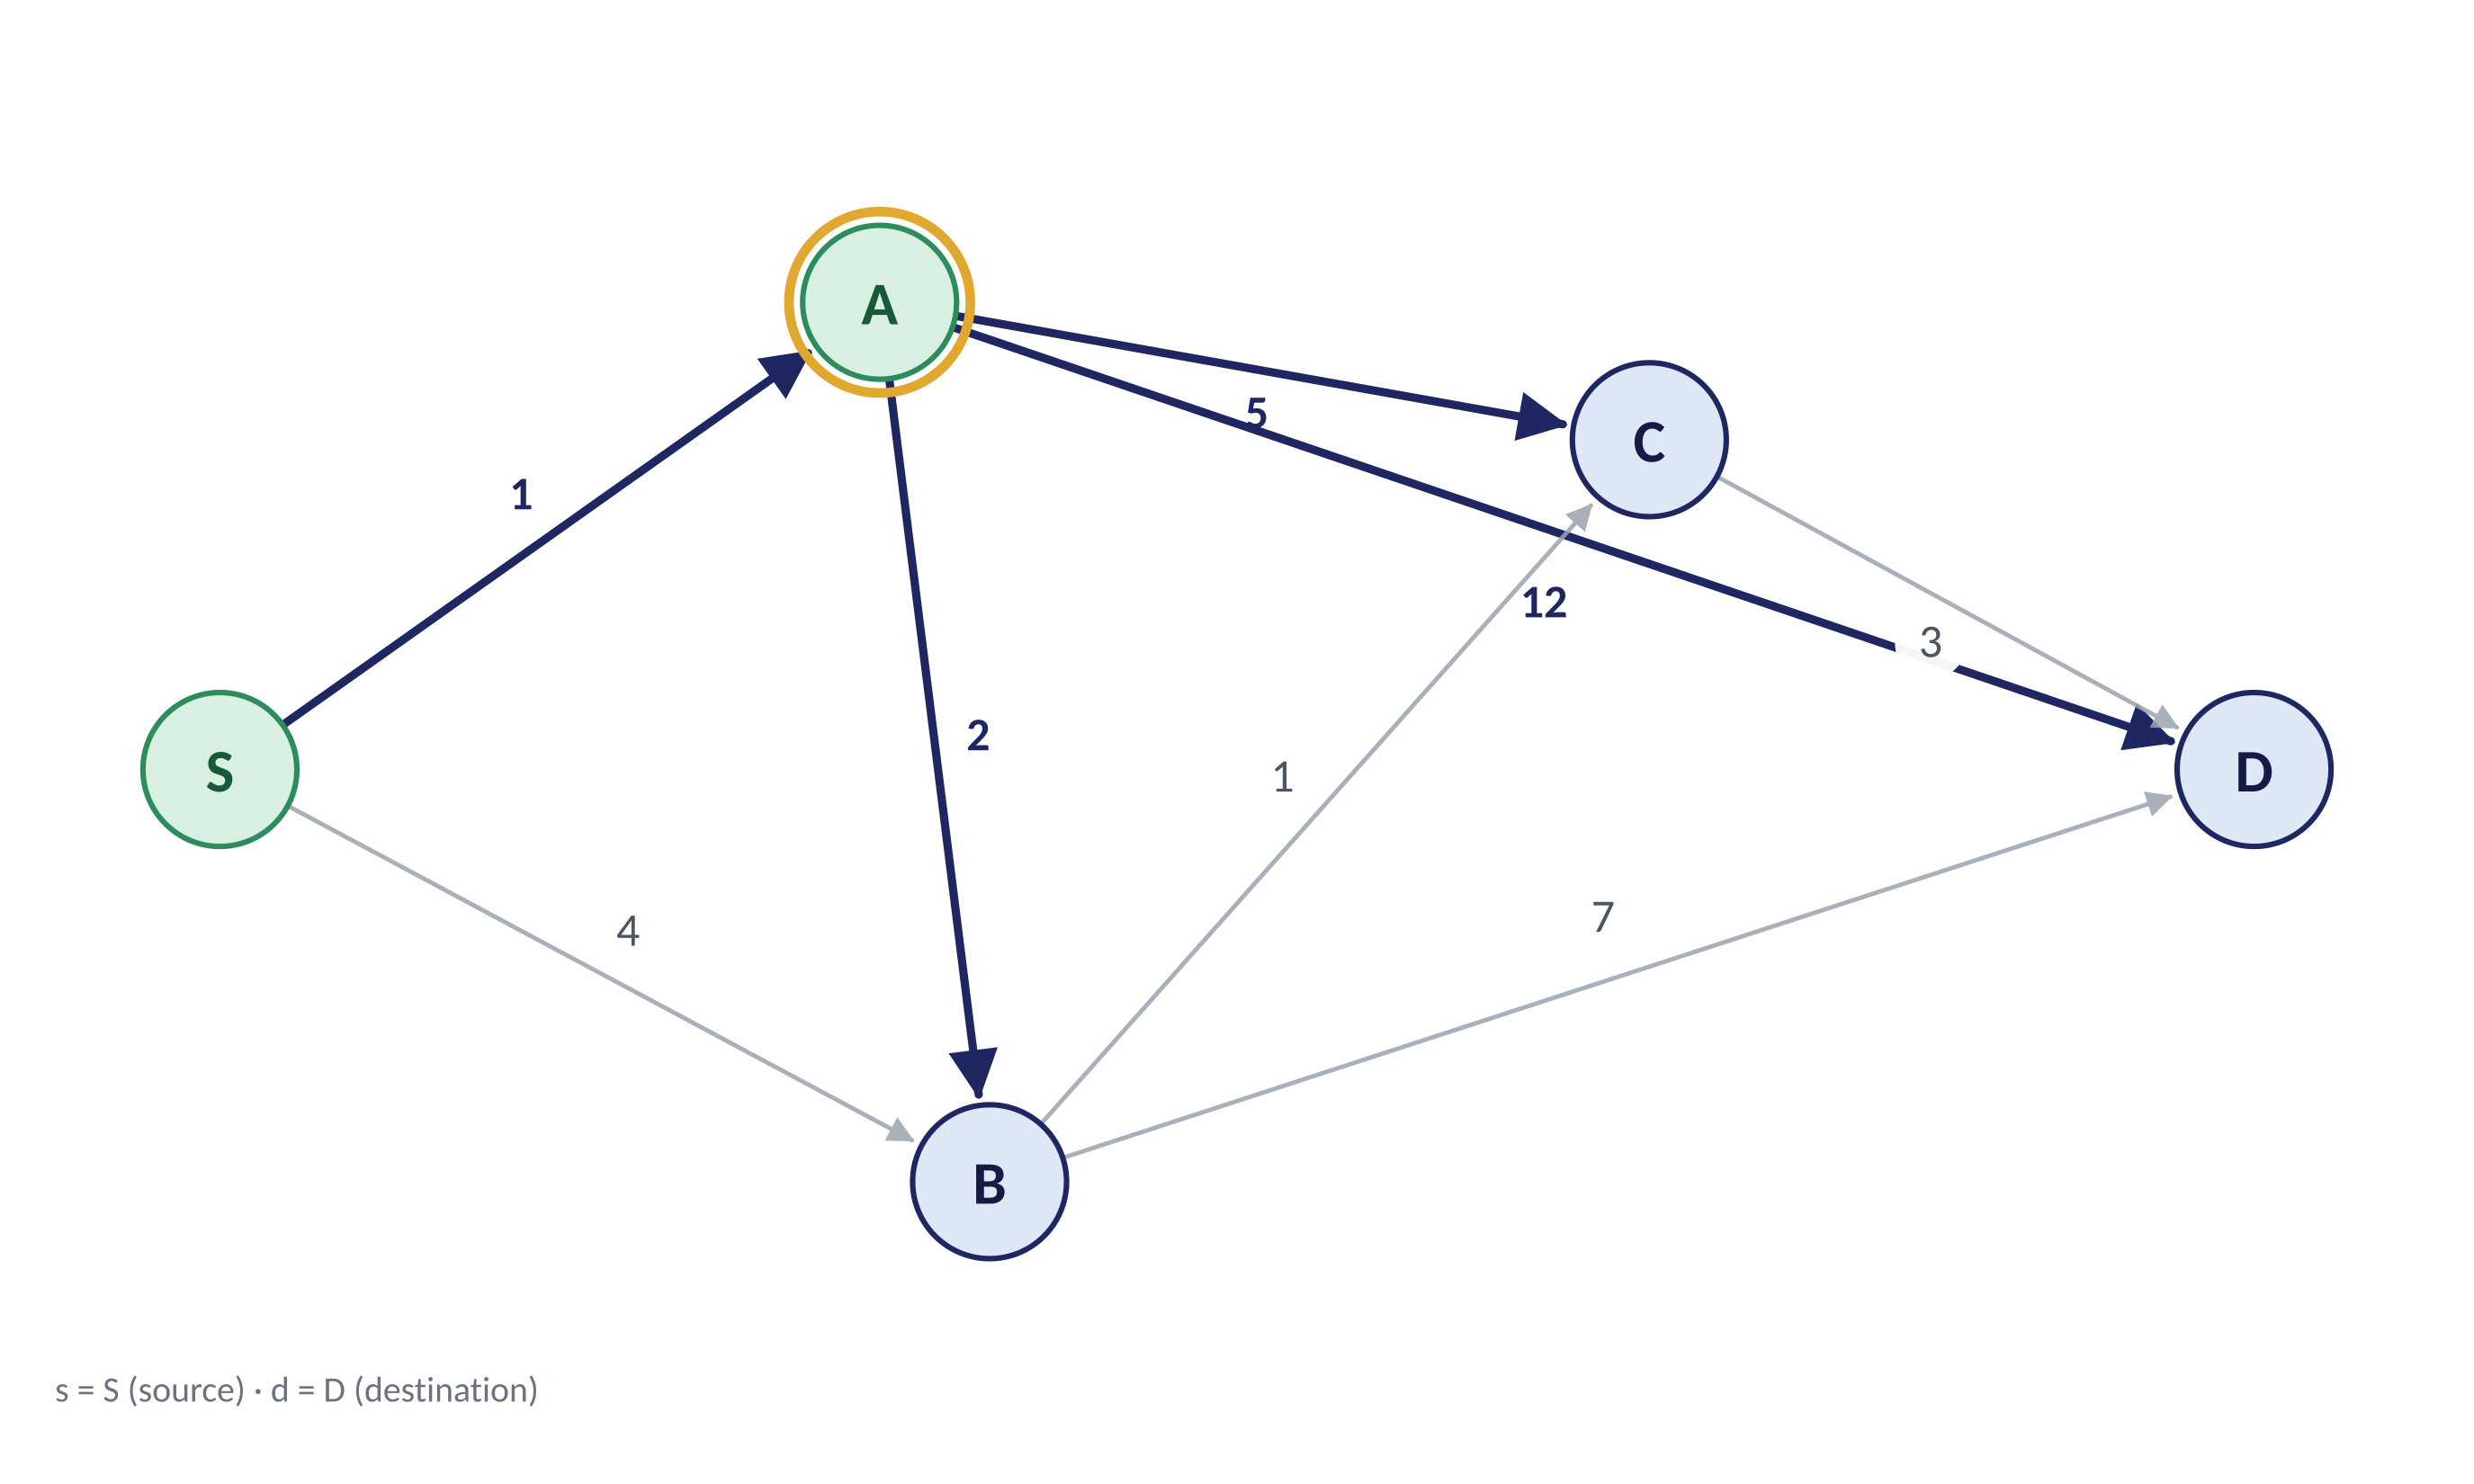 A
5
C
1
12
3
2
S
1
D
4
7
B
s = S (source) · d = D (destination)